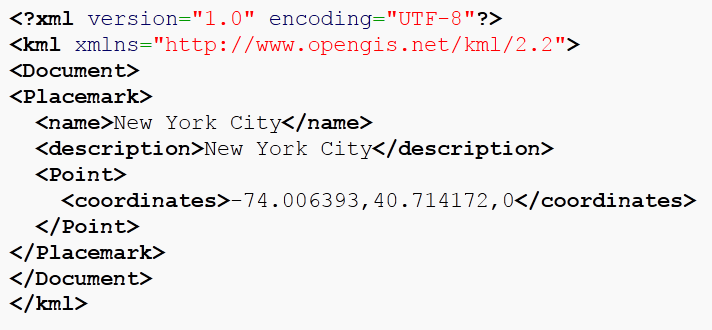 <?xml version="1.0" encoding="UTF-8"?>
<kml xmlns="http://www.opengis.net/kml/2.2">
<Document>
<Placemark>
  <name>New York City</name>
  <description>New York City</description>
  <Point>
    <coordinates>-74.006393,40.714172,0</coordinates>
  </Point>
</Placemark>
</Document>
</kml>